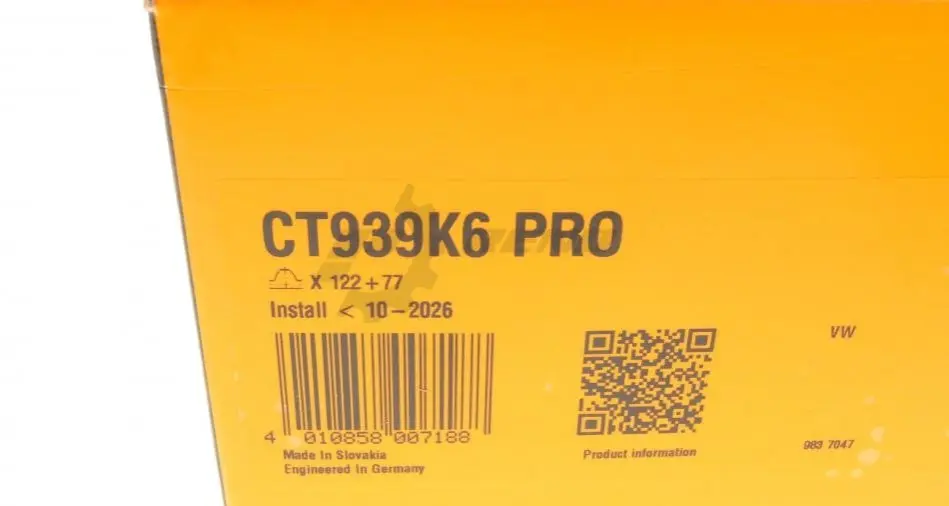 CT939K6 PRO
X 122 + 77
Install < 10-2026
VW
4 010858 007188
Made In Slovakia
Engineered In Germany
Product information
983 7047